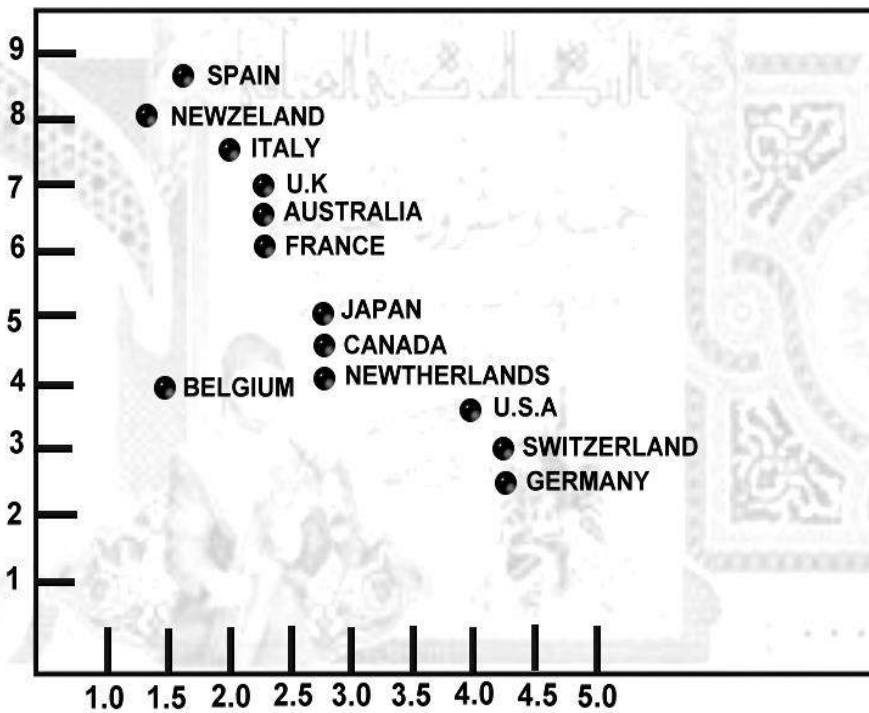 9
SPAIN
8
NEWZELAND
ITALY
7
U.K
AUSTRALIA
6
FRANCE
5
JAPAN
CANADA
4
BELGIUM
NEWTHERLANDS
U.S.A
3
SWITZERLAND
GERMANY
2
1
1.0 1.5 2.0 2.5 3.0 3.5 4.0 4.5 5.0